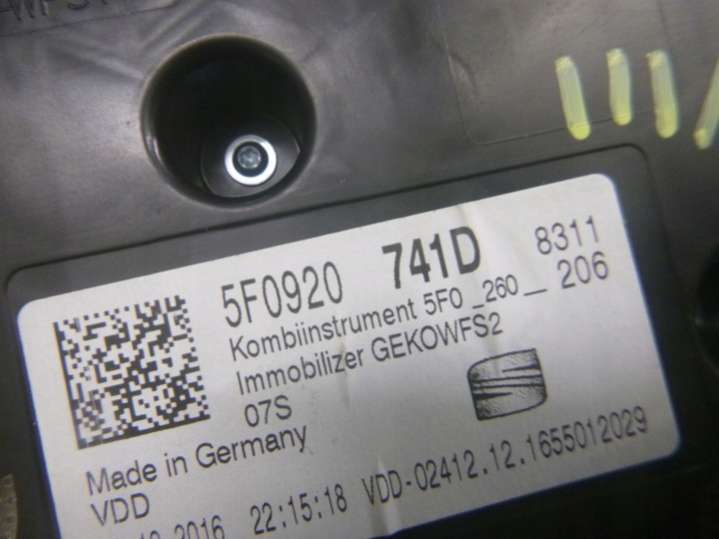 5F0920 741D 8311
Kombiinstrument 5F0 _260__ 206
Immobilizer GEKOWFS2
07S
Made in Germany
VDD
2016 22:15:18 VDD-02412.12.1655012029